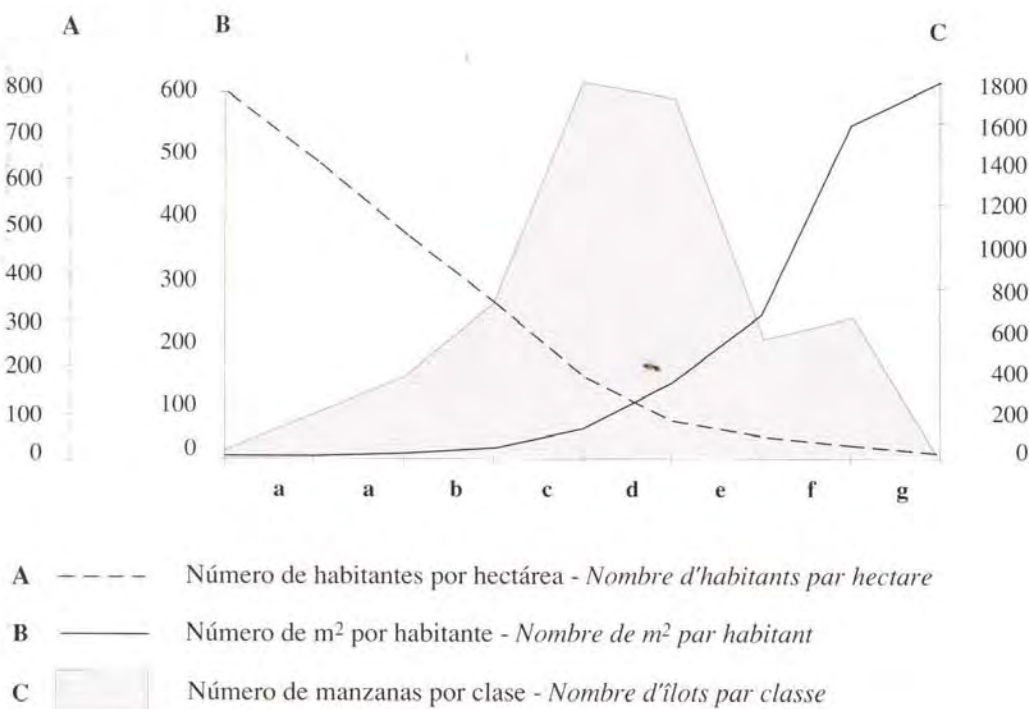 A B C
800 600 1800
700 500 1600
600 400 1400
500 300 1200
400 200 1000
300 100 800
200 0 600
100 400
0 200
0
a a b c d e f g
A Número de habitantes por hectárea - Nombre d'habitants par hectare
B Número de m² por habitante - Nombre de m² par habitant
C Número de manzanas por clase - Nombre d'îlots par classe